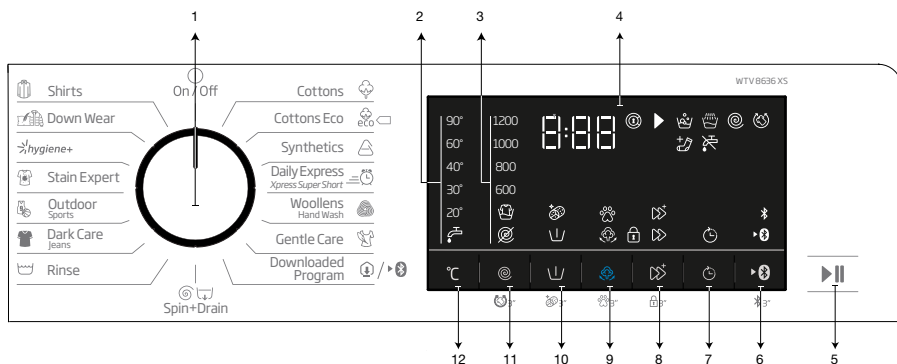 1
2
3
4
WTV 8636 XS
On / Off
Shirts
Down Wear
hygiene+
Stain Expert
Outdoor
Sports
Dark Care
Jeans
Rinse
Spin+Drain
Cottons
Cottons Eco
eco
Synthetics
Daily Express
Xpress Super Short
Woollens
Hand Wash
Gentle Care
Downloaded
Program
/
90° 1200
8:88
60° 1000
40° 800
30° 600
20°
°C
3" 3" 3" 3" 3"
12 11 10 9 8 7 6 5